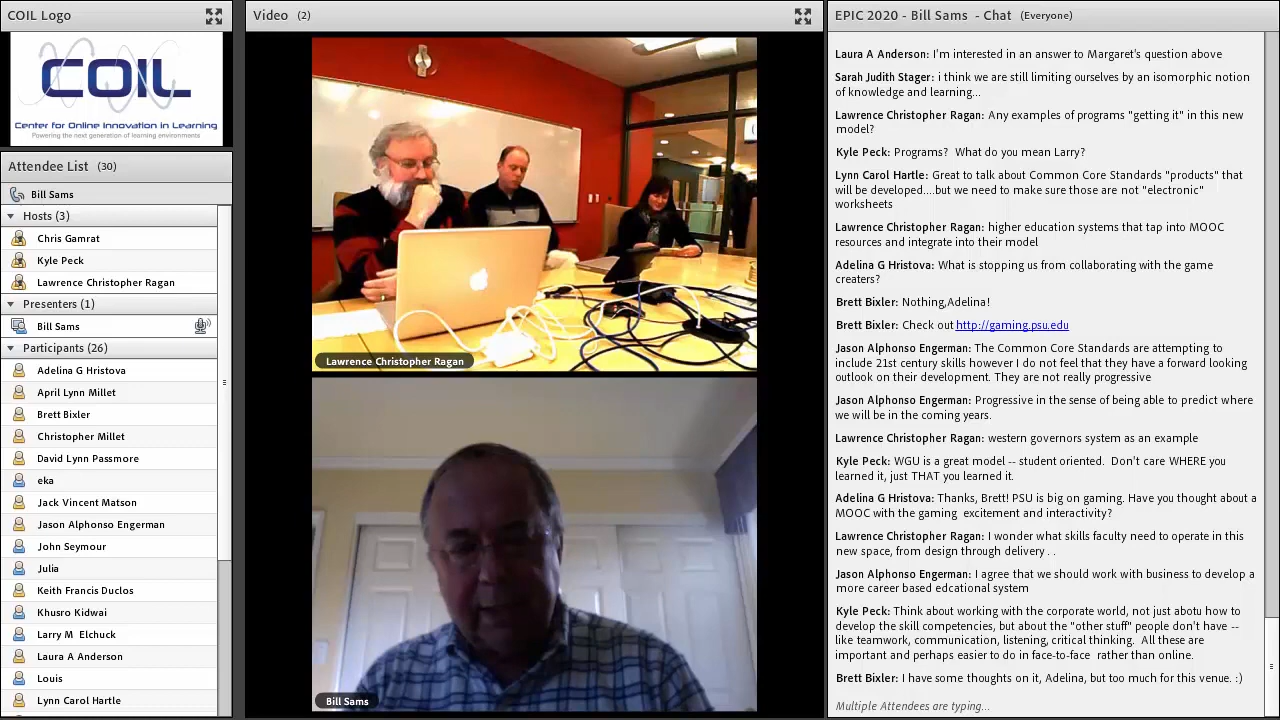 COIL Logo
COIL
Center for Online Innovation in Learning
Powering the next generation of learning environments
Attendee List (30)
Bill Sams
Hosts (3)
Chris Gamrat
Kyle Peck
Lawrence Christopher Ragan
Presenters (1)
Bill Sams
Participants (26)
Adelina G Hristova
April Lynn Millet
Brett Bixler
Christopher Millet
David Lynn Passmore
eka
Jack Vincent Matson
Jason Alphonso Engerman
John Seymour
Julia
Keith Francis Duclos
Khusro Kidwai
Larry M Elchuck
Laura A Anderson
Louis
Lynn Carol Hartle
Video (2)
Lawrence Christopher Ragan
Bill Sams
EPIC 2020 - Bill Sams - Chat (Everyone)
Laura A Anderson: I'm interested in an answer to Margaret's question above
Sarah Judith Stager: i think we are still limiting ourselves by an isomorphic notion
of knowledge and learning...
Lawrence Christopher Ragan: Any examples of programs "getting it' in this new
model?
Kyle Peck: Programs? What do you mean Larry?
Lynn Carol Hartle: Great to talk about Common Core Standards "products" that
will be developed....but we need to make sure those are not "electronic"
worksheets
Lawrence Christopher Ragan: higher education systems that tap into MOOC
resources and integrate into their model
Adelina G Hristova: What is stopping us from collaborating with the game
creaters?
Brett Bixler: Nothing,Adelina!
Brett Bixler: Check out http://gaming.psu.edu
Jason Alphonso Engerman: The Common Core Standards are attempting to
include 21st century skills however I do not feel that they have a forward looking
outlook on their development. They are not really progressive
Jason Alphonso Engerman: Progressive in the sense of being able to predict where
we will be in the coming years.
Lawrence Christopher Ragan: western governors system as an example
Kyle Peck: WGU is a great model -- student oriented. Don't care WHERE you
learned it, just THAT you learned it.
Adelina G Hristova: Thanks, Brett! PSU is big on gaming. Have you thought about a
MOOC with the gaming excitement and interactivity?
Lawrence Christopher Ragan: I wonder what skills faculty need to operate in this
new space, from design through delivery . .
Jason Alphonso Engerman: I agree that we should work with business to develop a
more career based edcational system
Kyle Peck: Think about working with the corporate world, not just abotu how to
develop the skill competencies, but about the "other stuff" people don't have --
like teamwork, communication, listening, critical thinking. All these are
important and perhaps easier to do in face-to-face rather than online.
Brett Bixler: I have some thoughts on it, Adelina, but too much for this venue. :)
Multiple Attendees are typing...